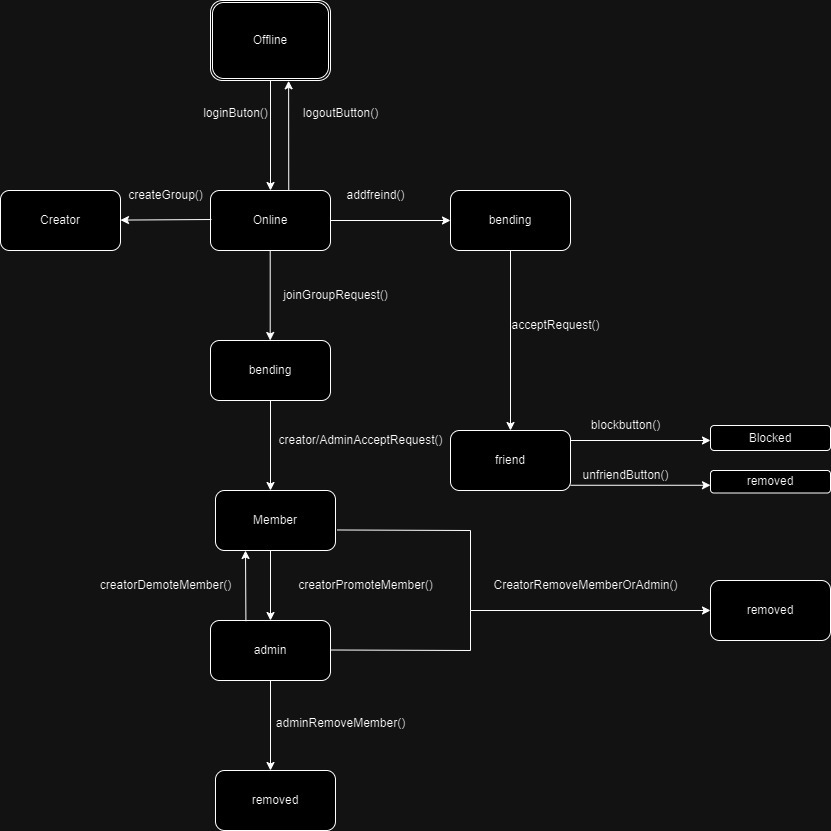 Offline
loginButon()
logoutButton()
createGroup()
addfreind()
Creator
Online
bending
joinGroupRequest()
acceptRequest()
bending
blockbutton()
creator/AdminAcceptRequest()
Blocked
friend
unfriendButton()
removed
Member
creatorDemoteMember()
creatorPromoteMember()
CreatorRemoveMemberOrAdmin()
removed
admin
adminRemoveMember()
removed